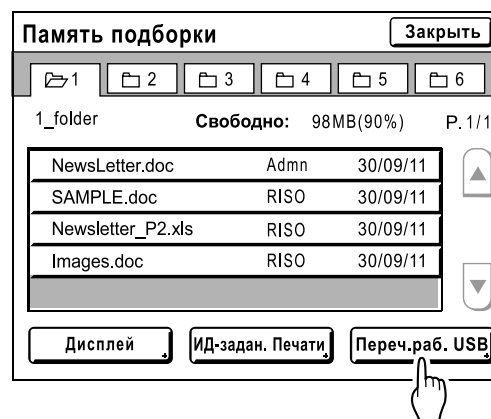 Память подборки Закрыть
1 2 3 4 5 6
1_folder Свободно: 98MB(90%) P. 1/1
NewsLetter.doc Admn 30/09/11
SAMPLE.doc RISO 30/09/11
Newsletter_P2.xls RISO 30/09/11
Images.doc RISO 30/09/11
Дисплей ИД-задан. Печати Переч.раб. USB